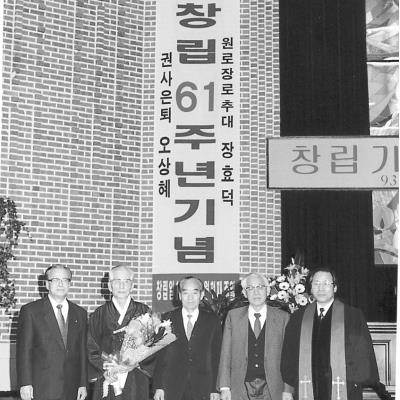 창립 61주년기념
원로장로추대 장효덕
권사은퇴 오상혜
창립기
93